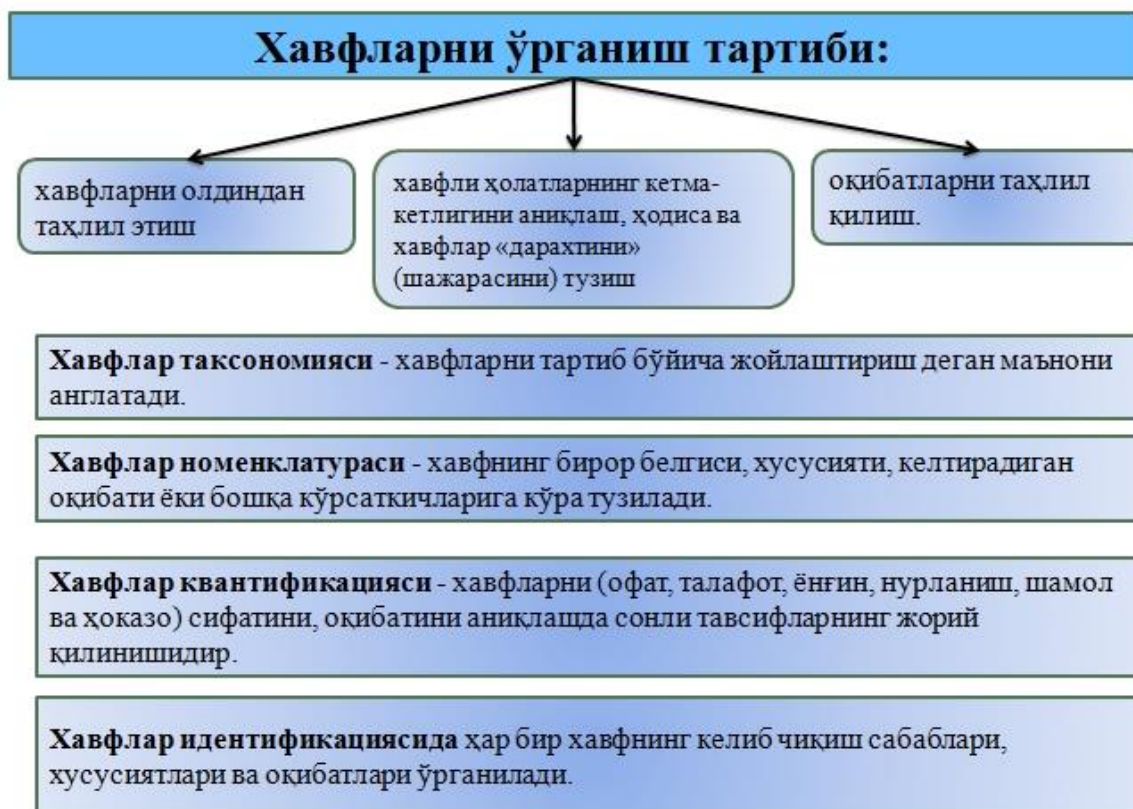 Хавфларни ўрганиш тартиби:
хавфларни олдиндан
таҳлил этиш
хавфли ҳолатларнинг кетма-
кетлигини аниқлаш, ҳодиса ва
хавфлар «дарахтини»
(шажарасини) тузиш
оқибатларни таҳлил
қилиш.
Хавфлар таксономияси - хавфларни тартиб бўйича жойлаштириш деган маънони
англатади.
Хавфлар номенклатураси - хавфнинг бирор белгиси, хусусияти, келтирадиган
оқибати ёки бошқа кўрсаткичларига кўра тузилади.
Хавфлар квантификацияси - хавфларни (офат, талафот, ёнғин, нурланиш, шамол
ва ҳоказо) сифатини, оқибатини аниқлашда сонли тавсифларнинг жорий
қилинишидир.
Хавфлар идентификациясида ҳар бир хавфнинг келиб чиқиш сабаблари,
хусусиятлари ва оқибатлари ўрганилади.